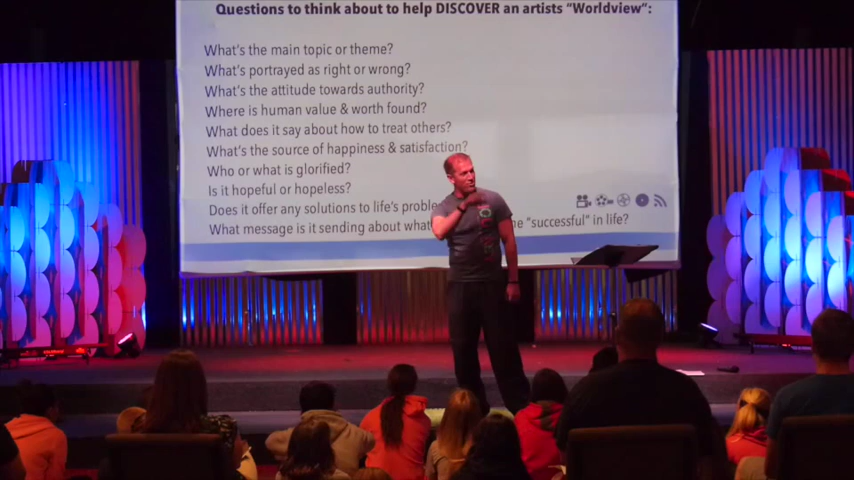 Questions to think about to help DISCOVER an artists “Worldview“:
What's the main topic or theme?
What's portrayed as right or wrong?
What's the attitude towards authority?
Where is human value & worth found?
What does it say about how to treat others?
What's the source of happiness & satisfaction?
Who or what is glorified?
Is it hopeful or hopeless?
Does it offer any solutions to life's
What message is it sending about "successful" in life?